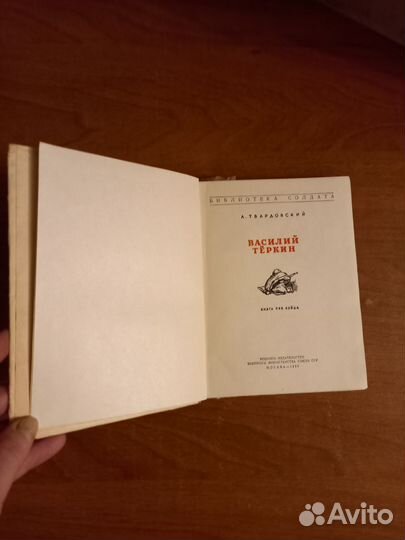 БИБЛИОТЕКА СОЛДАТА
А. ТВАРДОВСКИЙ
ВАСИЛИЙ
ТЁРКИН
КНИГА ПРО БОЙЦА
ВОЕННОЕ ИЗДАТЕЛЬСТВО
ВОЕННОГО МИНИСТЕРСТВА СОЮЗА ССР
МОСКВА
Avito